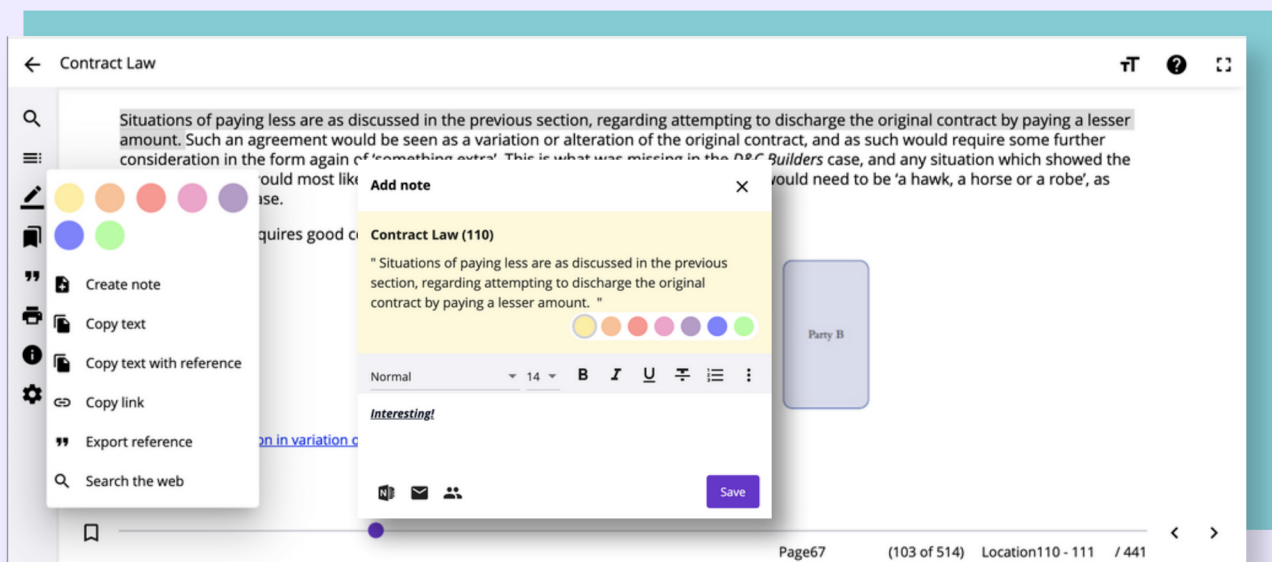 Contract Law
Situations of paying less are as discussed in the previous section, regarding attempting to discharge the original contract by paying a lesser
amount. Such an agreement would be seen as a variation or alteration of the original contract, and as such would require some further
consideration in the form again of 'something extra'. This is what was missing in the D&C Builders case, and any situation which showed the
ould most like
would need to be 'a hawk, a horse or a robe', as
ase.
quires good c
Create note
Copy text
Copy text with reference
Copy link
Export reference
Search the web
on in variation o
Add note
Contract Law (110)
" Situations of paying less are as discussed in the previous
section, regarding attempting to discharge the original
contract by paying a lesser amount. "
Normal
14
B I U T
Interesting!
N
Save
Party B
Page67 (103 of 514) Location110 - 111 / 441